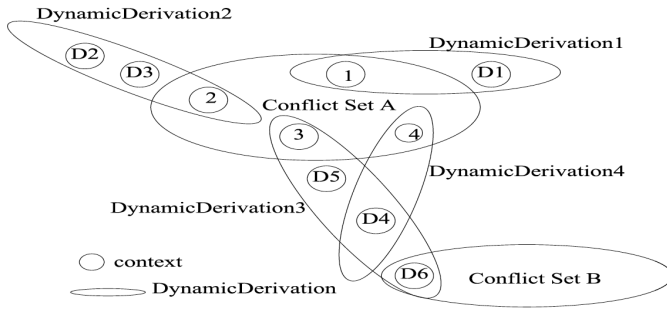 DynamicDerivation2
DynamicDerivation1
D2
D3
1
D1
2
Conflict Set A
3
4
D5
DynamicDerivation4
DynamicDerivation3
D4
context
D6
Conflict Set B
DynamicDerivation